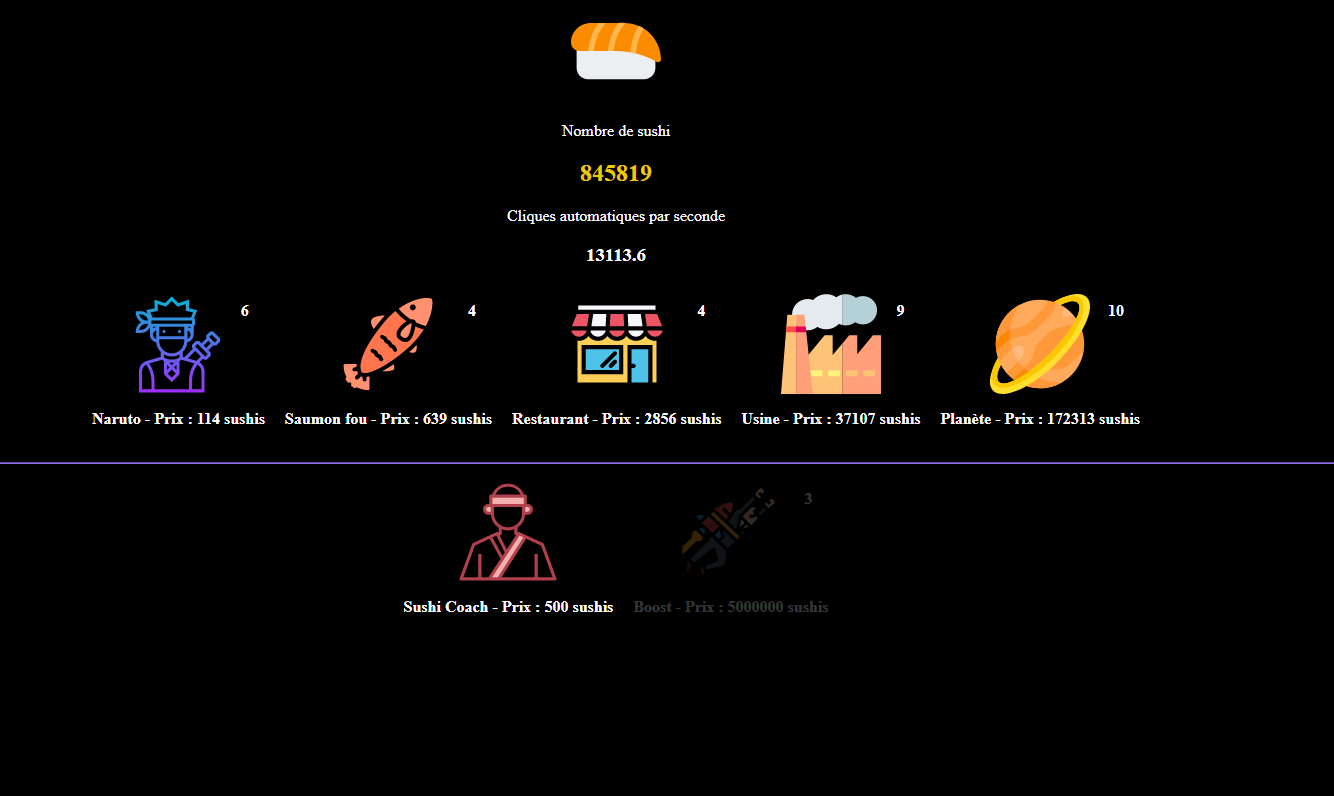 Nombre de sushi
845819
Cliques automatiques par seconde
13113.6
6
4
4
9
10
Naruto - Prix : 114 sushis
Saumon fou - Prix : 639 sushis
Restaurant - Prix : 2856 sushis
Usine - Prix : 37107 sushis
Planète - Prix : 172313 sushis
3
Sushi Coach - Prix : 500 sushis
Boost - Prix : 5000000 sushis